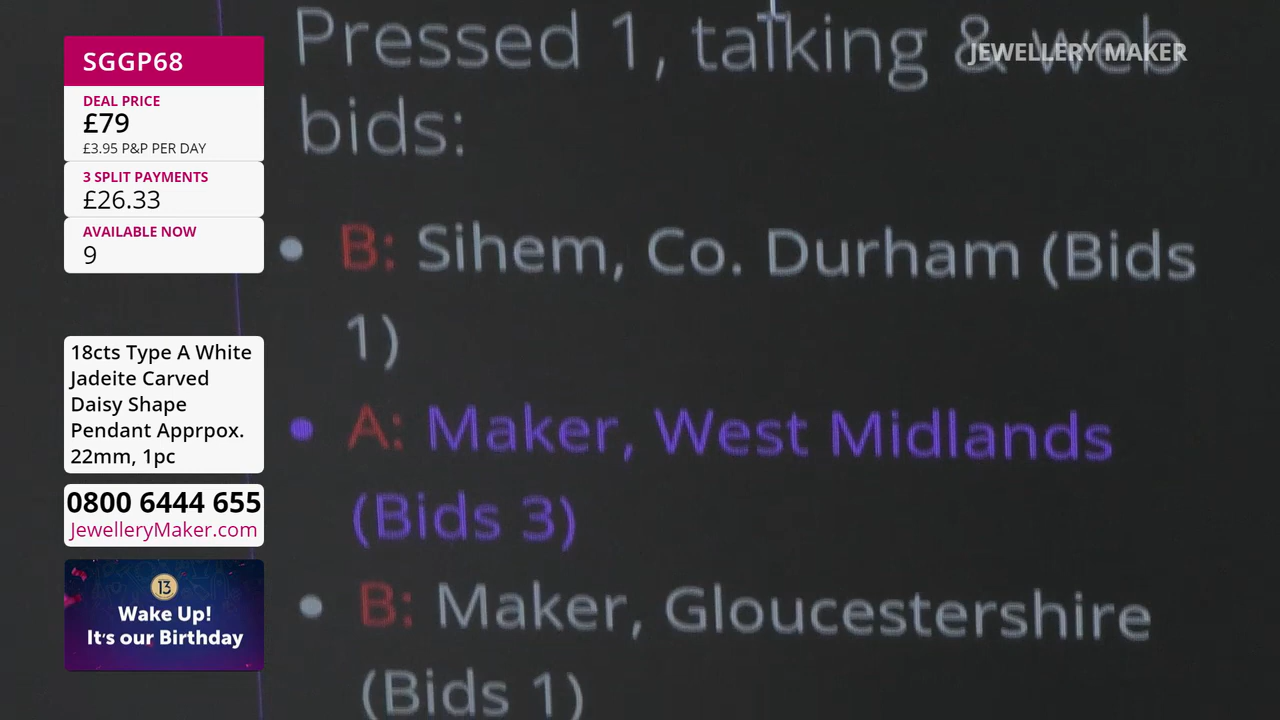 SGGP68
DEAL PRICE
£79
£3.95 P&P PER DAY
3 SPLIT PAYMENTS
£26.33
AVAILABLE NOW
9
18cts Type A White
Jadeite Carved
Daisy Shape
Pendant Apprpox.
22mm, 1pc
0800 6444 655
JewelleryMaker.com
13
Wake Up!
It's our Birthday
JEWELLERY MAKER
Pressed 1, talking & web
bids:
• B: Sihem, Co. Durham (Bids
1)
• A: Maker, West Midlands
(Bids 3)
• B: Maker, Gloucestershire
(Bids 1)